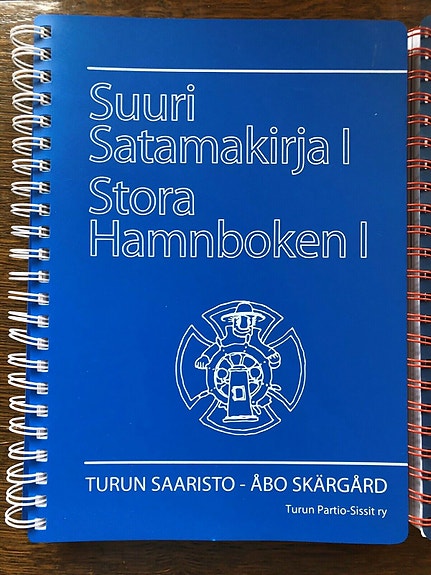 Suuri
Satamakirja I
Stora
Hamnboken I
TURUN SAARISTO - ÅBO SKÄRGÅRD
Turun Partio-Sissit ry